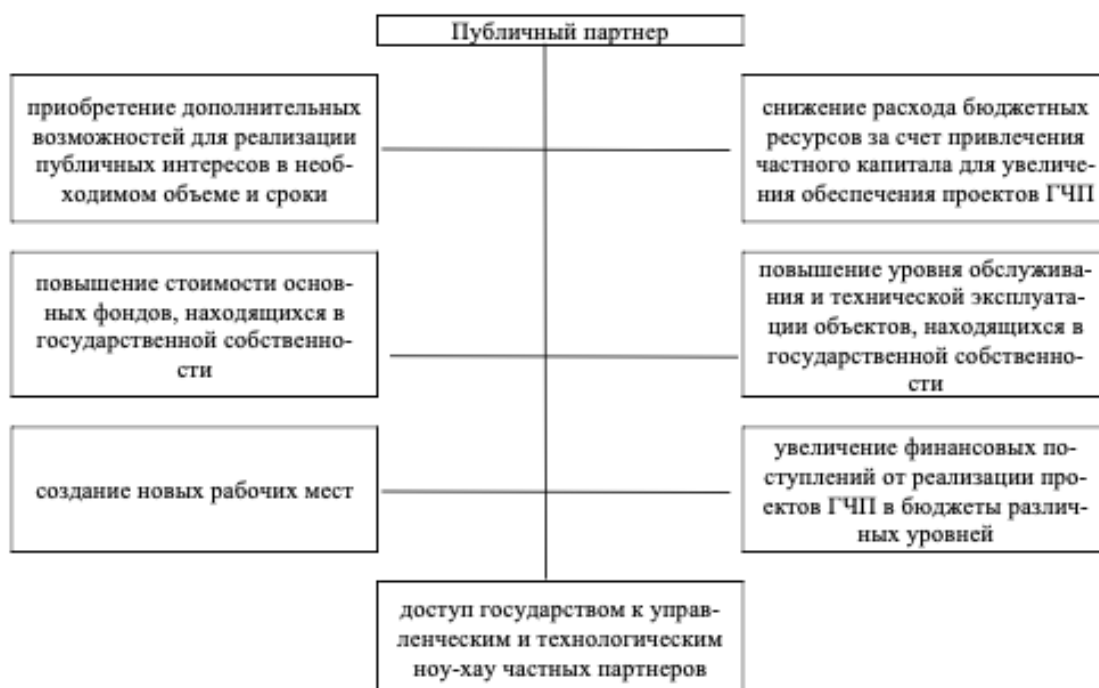 Публичный партнер
приобретение дополнительных
возможностей для реализации
публичных интересов в необ-
ходимом объеме и сроки
снижение расхода бюджетных
ресурсов за счет привлечения
частного капитала для увеличе-
ния обеспечения проектов ГЧП
повышение стоимости основ-
ных фондов, находящихся в
государственной собственно-
сти
повышение уровня обслужива-
ния и технической эксплуата-
ции объектов, находящихся в
государственной собственно-
сти
создание новых рабочих мест
увеличение финансовых по-
ступлений от реализации про-
ектов ГЧП в бюджеты различ-
ных уровней
доступ государством к управ-
ленческим и технологическим
ноу-хау частных партнеров